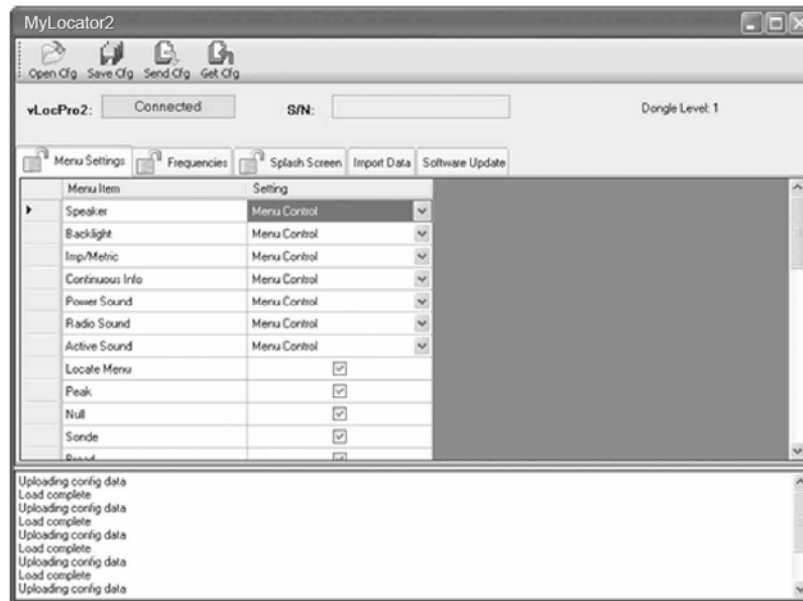 MyLocator2
Open Cfg Save Cfg Send Cfg Get Cfg
vLocPro2: Connected S/N: Dongle Level: 1
Menu Settings Frequencies Splash Screen Import Data Software Update
Menu Item Setting
Speaker Menu Control
Backlight Menu Control
Imp/Metric Menu Control
Continuous Info Menu Control
Power Sound Menu Control
Radio Sound Menu Control
Active Sound Menu Control
Locate Menu
Peak
Null
Sonde
Uploading config data
Load complete
Uploading config data
Load complete
Uploading config data
Load complete
Uploading config data
Load complete
Uploading config data